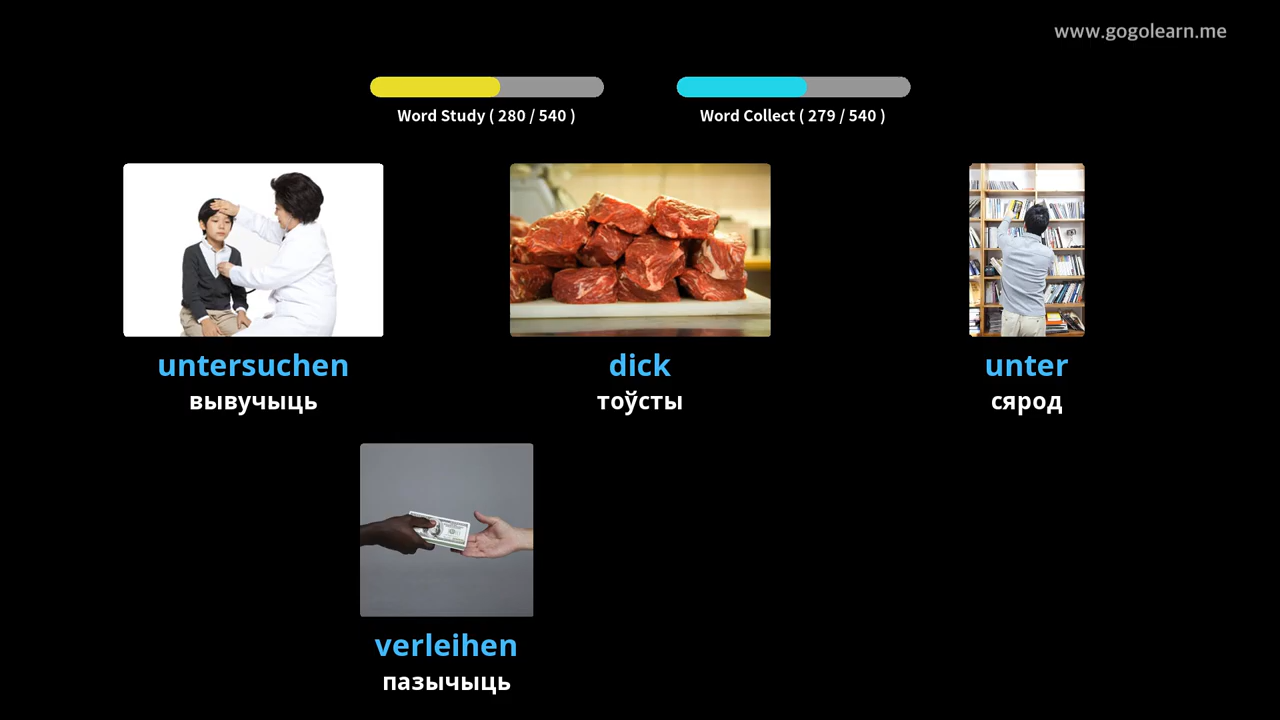 www.gogolearn.me
Word Study ( 280 / 540 )
Word Collect ( 279 / 540 )
untersuchen
вывучыць
dick
тоўсты
unter
сярод
verleihen
пазычыць